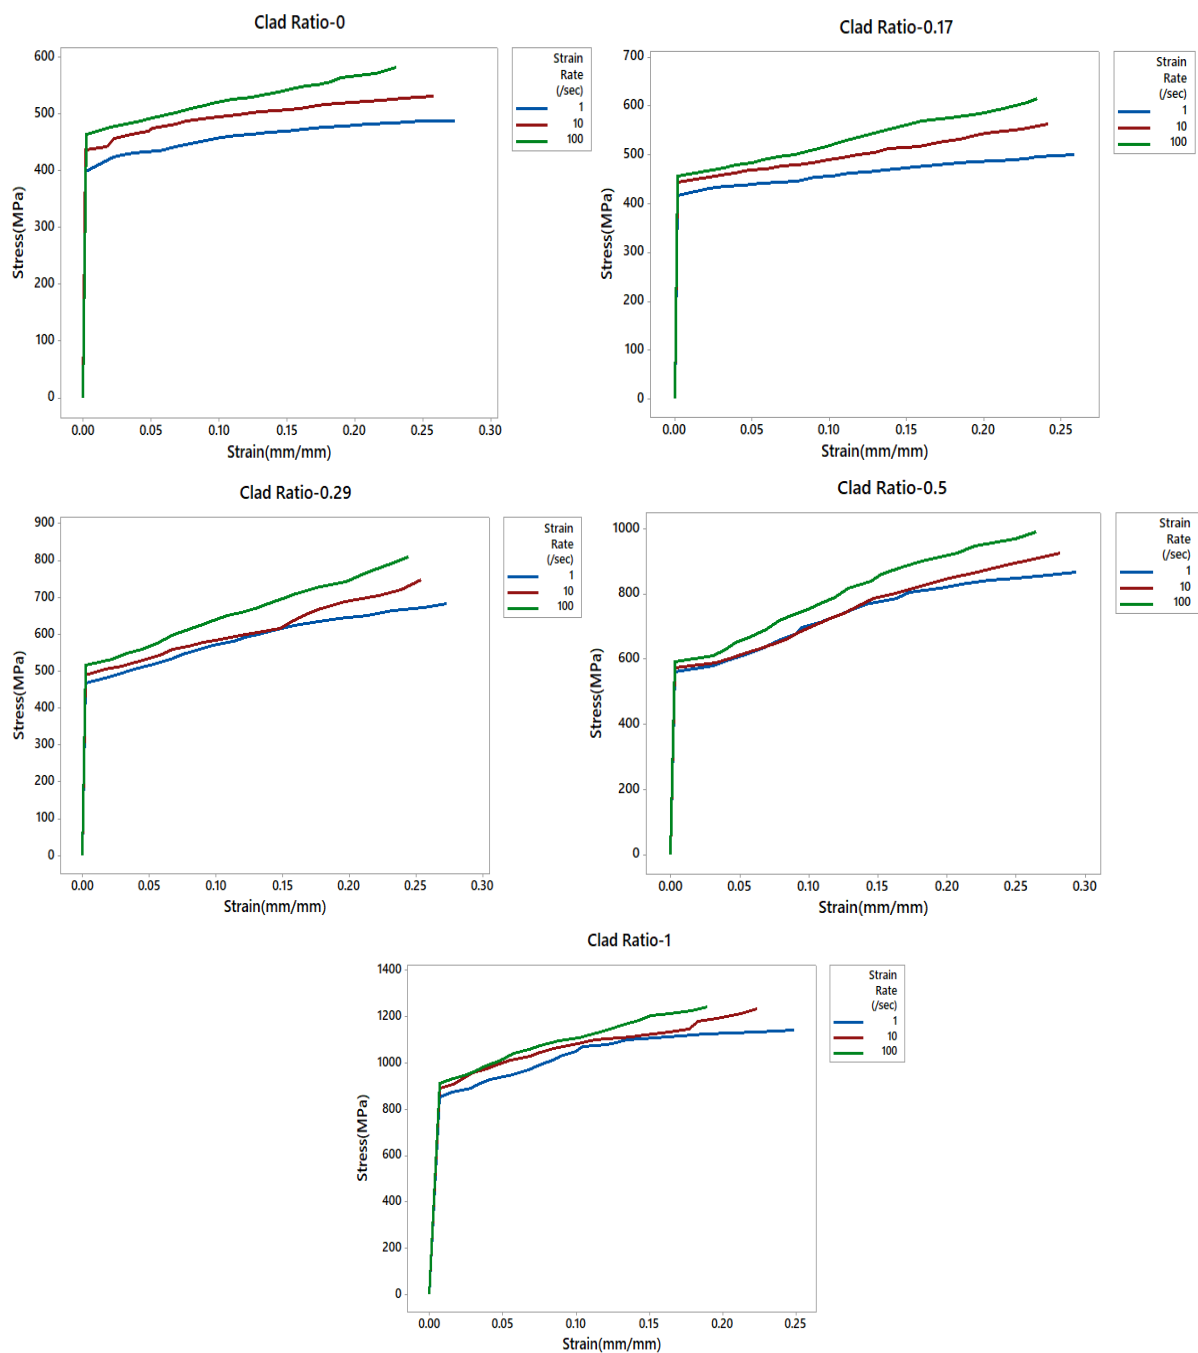 Clad Ratio-0
Stress(MPa)
600
500
400
300
200
100
0
0.00 0.05 0.10 0.15 0.20 0.25 0.30
Strain(mm/mm)
Strain
Rate
(/sec)
1
10
100
Clad Ratio-0.17
Stress(MPa)
700
600
500
400
300
200
100
0
0.00 0.05 0.10 0.15 0.20 0.25
Strain(mm/mm)
Strain
Rate
(/sec)
1
10
100
Clad Ratio-0.29
Stress(MPa)
900
800
700
600
500
400
300
200
100
0
0.00 0.05 0.10 0.15 0.20 0.25 0.30
Strain(mm/mm)
Strain
Rate
(/sec)
1
10
100
Clad Ratio-0.5
Stress(MPa)
1000
800
600
400
200
0
0.00 0.05 0.10 0.15 0.20 0.25 0.30
Strain(mm/mm)
Strain
Rate
(/sec)
1
10
100
Clad Ratio-1
Stress(MPa)
1400
1200
1000
800
600
400
200
0
0.00 0.05 0.10 0.15 0.20 0.25
Strain(mm/mm)
Strain
Rate
(/sec)
1
10
100